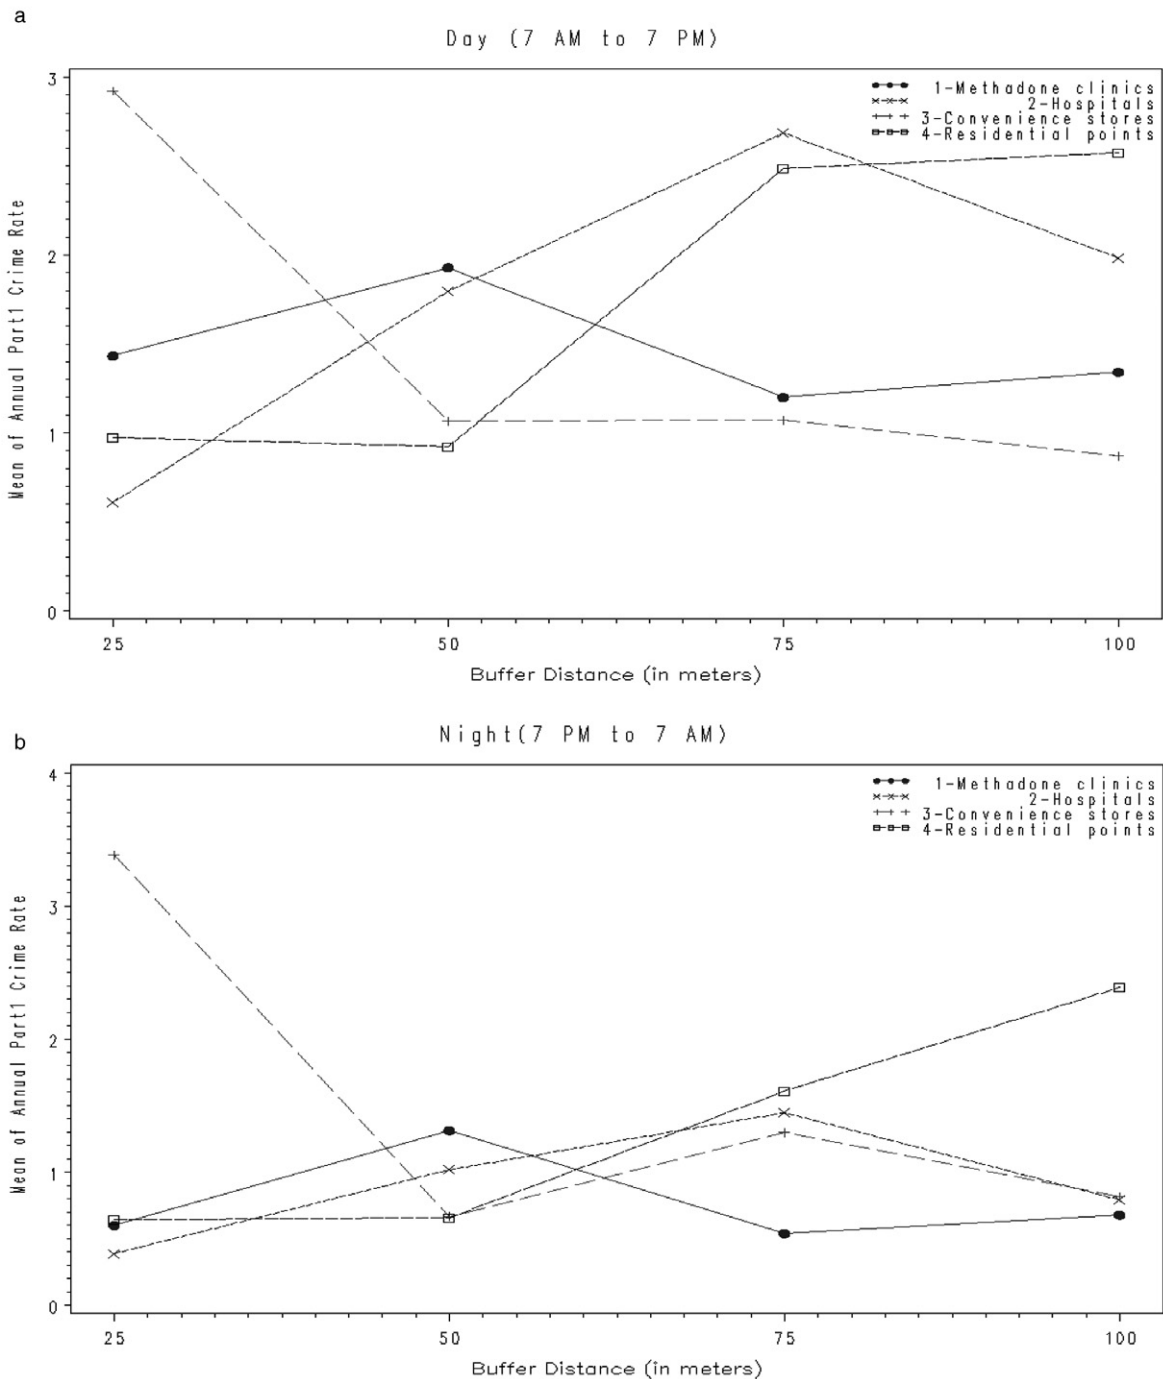 a
Day (7 AM to 7 PM)
3
2
1
0
Mean of Annual Part1 Crime Rate
1-Methadone clinics
2-Hospitals
3-Convenience stores
4-Residential points
25 50 75 100
Buffer Distance (in meters)
b
Night(7 PM to 7 AM)
4
3
2
1
0
Mean of Annual Part1 Crime Rate
1-Methadone clinics
2-Hospitals
3-Convenience stores
4-Residential points
25 50 75 100
Buffer Distance (in meters)